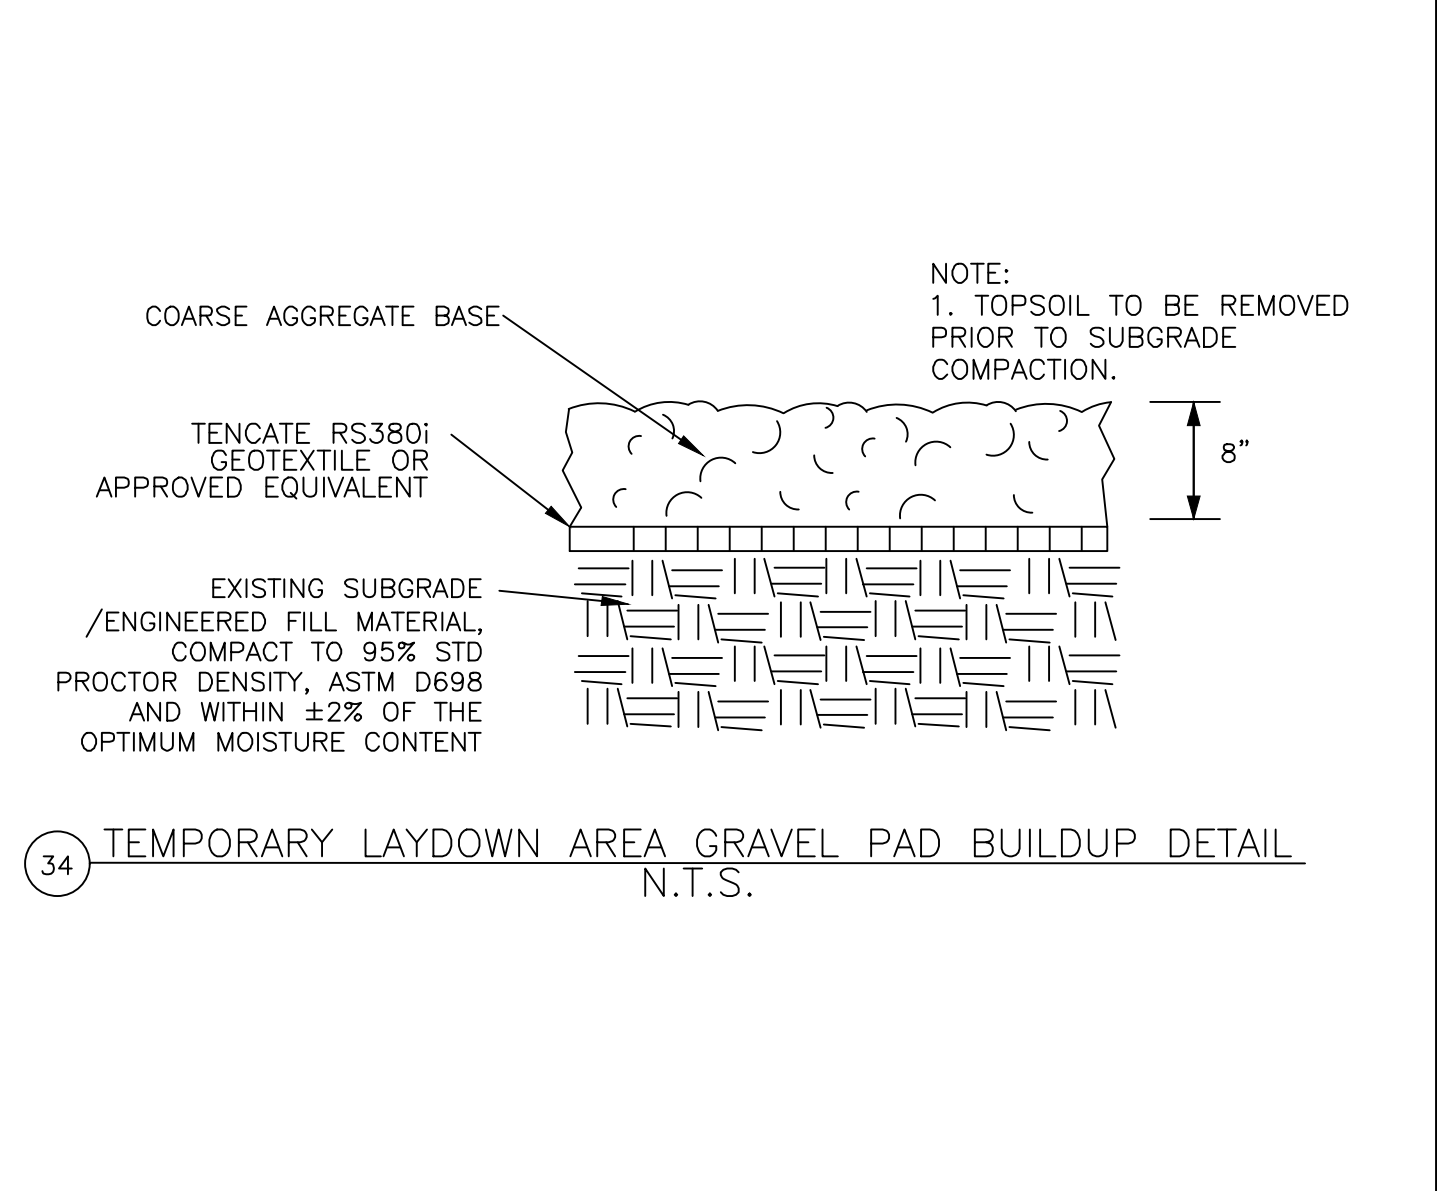 NOTE:
1. TOPSOIL TO BE REMOVED
PRIOR TO SUBGRADE
COMPACTION.
COARSE AGGREGATE BASE
TENCATE RS380i
GEOTEXTILE OR
APPROVED EQUIVALENT
8"
EXISTING SUBGRADE
/ENGINEERED FILL MATERIAL,
COMPACT TO 95% STD
PROCTOR DENSITY, ASTM D698
AND WITHIN ±2% OF THE
OPTIMUM MOISTURE CONTENT
34
TEMPORARY LAYDOWN AREA GRAVEL PAD BUILDUP DETAIL
N.T.S.